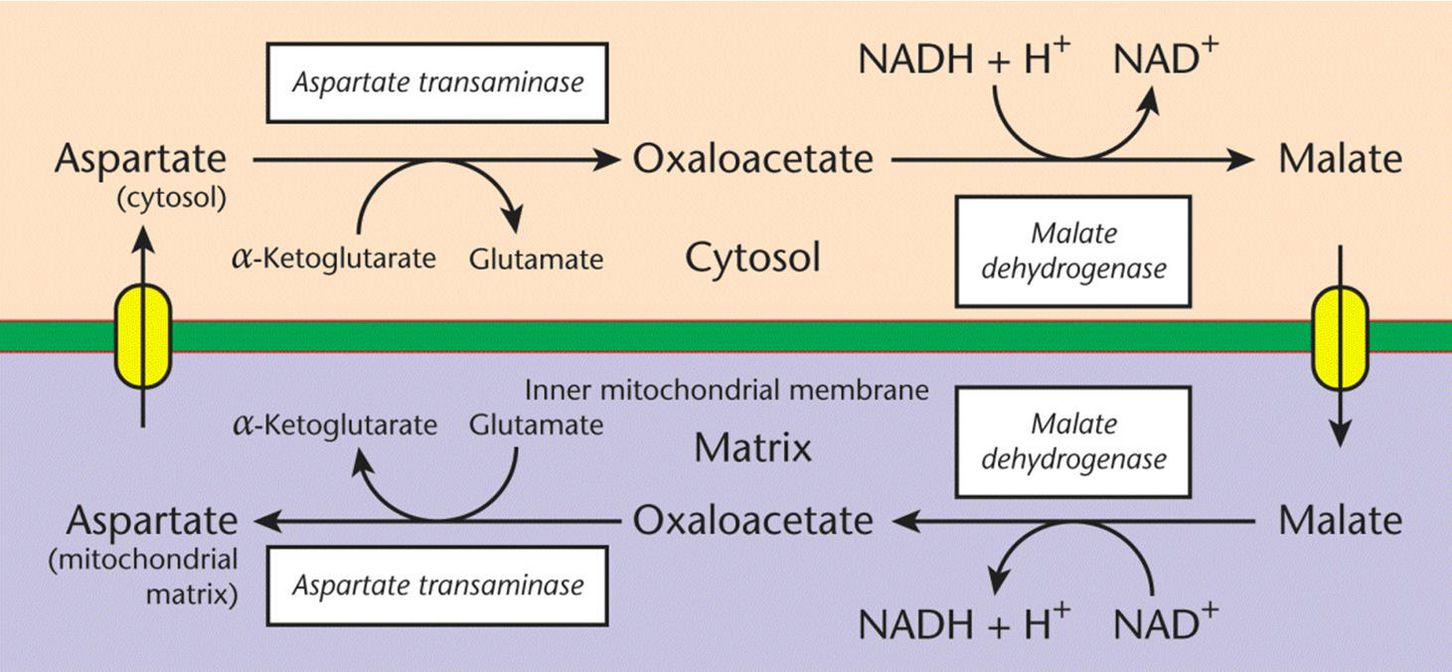 Aspartate transaminase
NADH + H⁺ NAD⁺
Aspartate
(cytosol)
Oxaloacetate
Malate
α-Ketoglutarate Glutamate
Cytosol
Malate
dehydrogenase
Inner mitochondrial membrane
α-Ketoglutarate Glutamate
Matrix
Malate
dehydrogenase
Aspartate
(mitochondrial
matrix)
Oxaloacetate
Malate
Aspartate transaminase
NADH + H⁺ NAD⁺